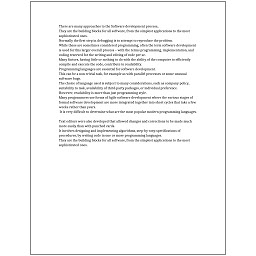 There are many approaches to the Software development process.
They are the building blocks for all software, from the simplest applications to the most
sophisticated ones.
Normally the first step in debugging is to attempt to reproduce the problem.
While these are sometimes considered programming, often the term software development
is used for this larger overall process – with the terms programming, implementation, and
coding reserved for the writing and editing of code per se.
Many factors, having little or nothing to do with the ability of the computer to efficiently
compile and execute the code, contribute to readability.
Programming languages are essential for software development.
This can be a non-trivial task, for example as with parallel processes or some unusual
software bugs.
The choice of language used is subject to many considerations, such as company policy,
suitability to task, availability of third-party packages, or individual preference.
However, readability is more than just programming style.
Many programmers use forms of Agile software development where the various stages of
formal software development are more integrated together into short cycles that take a few
weeks rather than years.
It is very difficult to determine what are the most popular modern programming languages.

Text editors were also developed that allowed changes and corrections to be made much
more easily than with punched cards.
It involves designing and implementing algorithms, step-by-step specifications of
procedures, by writing code in one or more programming languages.
They are the building blocks for all software, from the simplest applications to the most
sophisticated ones.